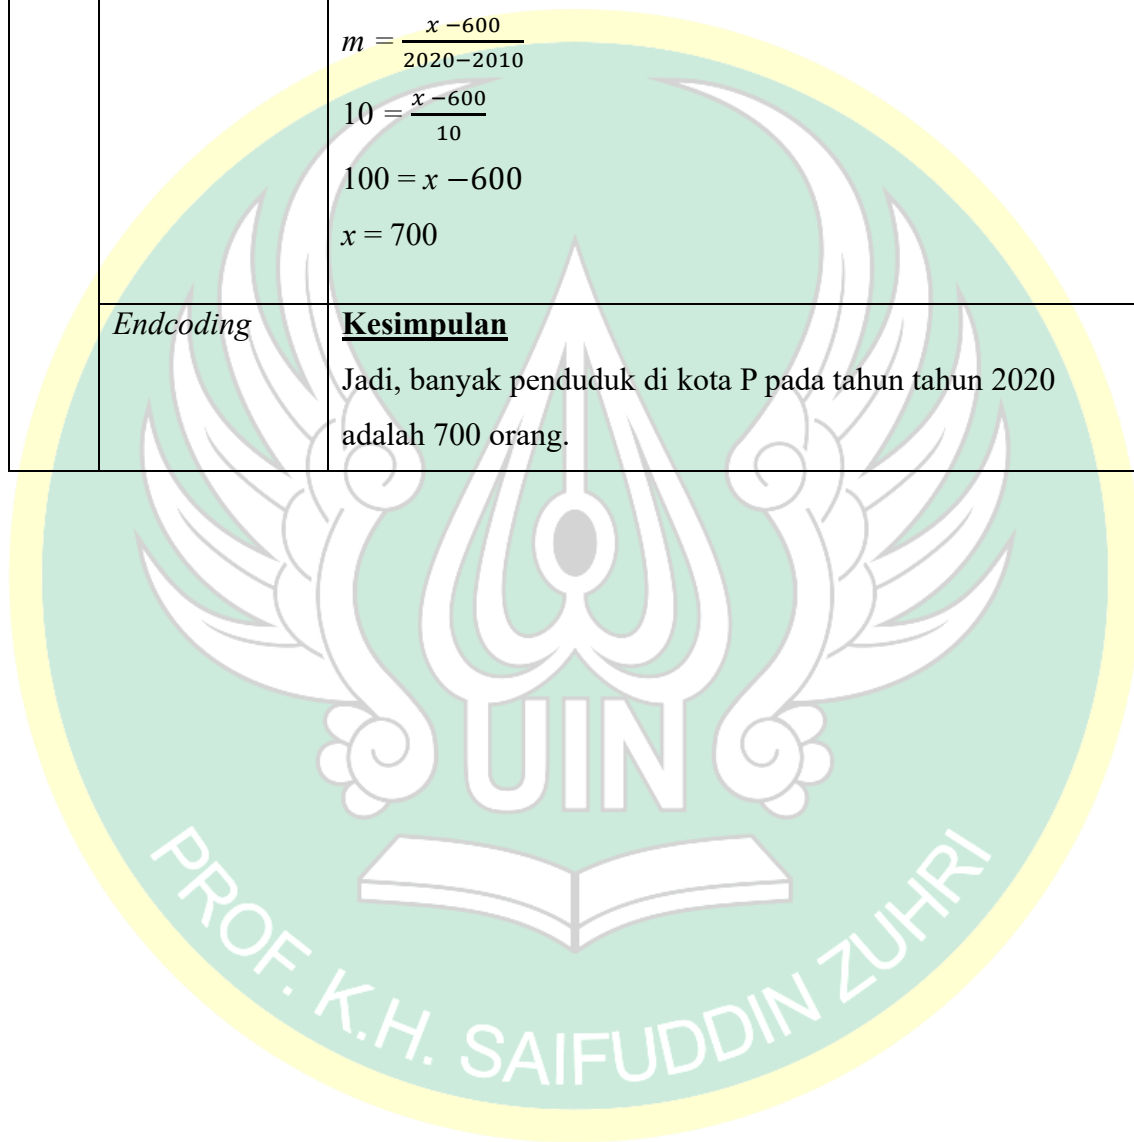 m = x −600 / 2020−2010
10 = x −600 / 10
100 = x −600
x = 700
Endcoding
Kesimpulan
Jadi, banyak penduduk di kota P pada tahun tahun 2020
adalah 700 orang.
UIN
PROF. K.H. SAIFUDDIN ZUHRI